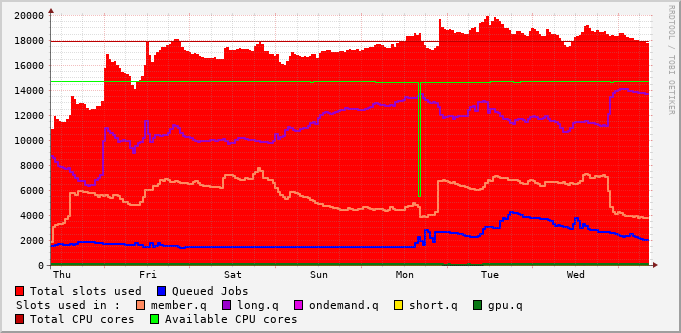 RRDTOOL / TOBI OETIKER
20000
18000
16000
14000
12000
10000
8000
6000
4000
2000
0
Thu Fri Sat Sun Mon Tue Wed
Total slots used Queued Jobs
Slots used in : member.q long.q ondemand.q short.q gpu.q
Total CPU cores Available CPU cores